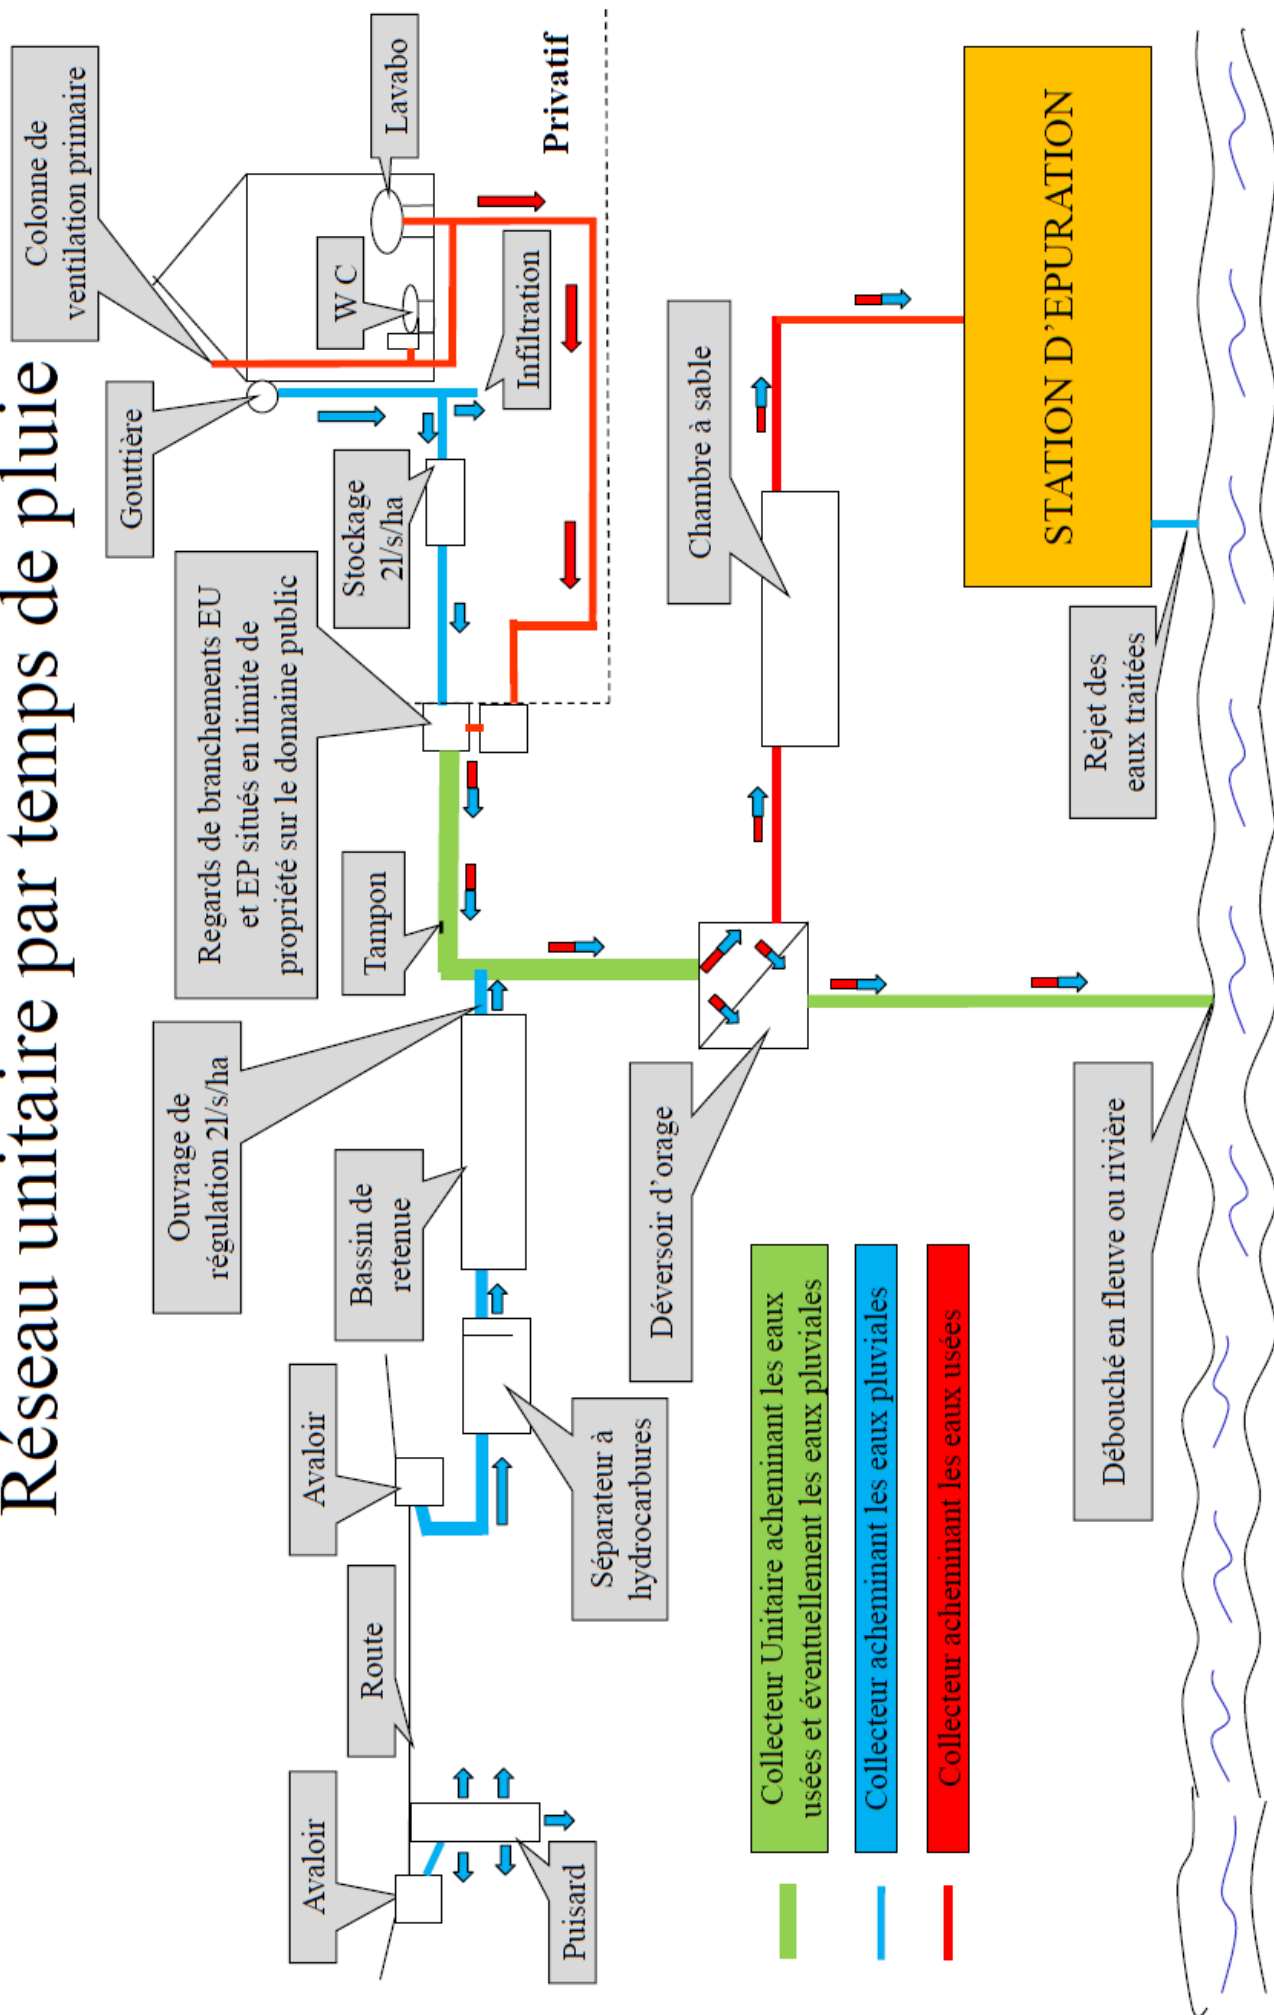 Réseau unitaire par temps de pluie
Colonne de
ventilation primaire
Gouttière
Lavabo
W C
Privatif
Infiltration
Stockage
2l/s/ha
Regards de branchements EU
et EP situés en limite de
propriété sur le domaine public
Tampon
Ouvrage de
régulation 2l/s/ha
Bassin de
retenue
Avaloir
Route
Avaloir
Puisard
Séparateur à
hydrocarbures
Déversoir d’orage
Chambre à sable
STATION D’EPURATION
Rejet des
eaux traitées
Débouché en fleuve ou rivière
Collecteur Unitaire acheminant les eaux
usées et éventuellement les eaux pluviales
Collecteur acheminant les eaux pluviales
Collecteur acheminant les eaux usées